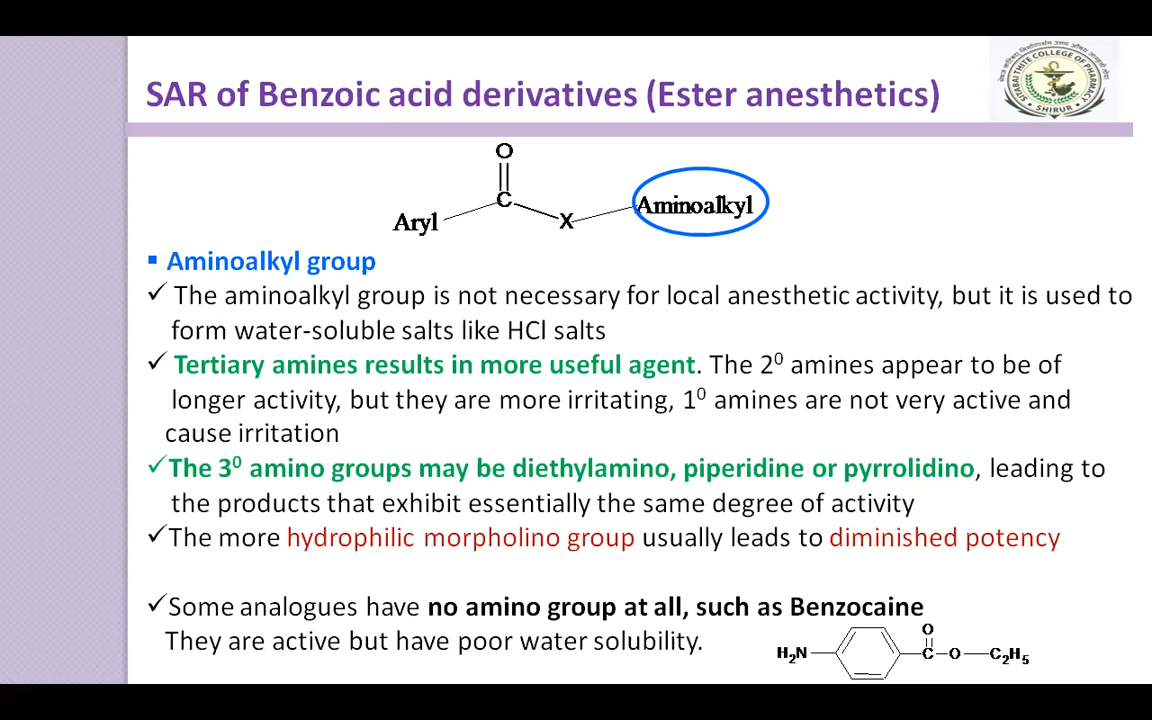 SAR of Benzoic acid derivatives (Ester anesthetics)
SITABAI THITE COLLEGE OF PHARMACY
• SHIRUR •
O
C
Aryl
X
Aminoalkyl
▪ Aminoalkyl group
✓ The aminoalkyl group is not necessary for local anesthetic activity, but it is used to
form water-soluble salts like HCl salts
✓ Tertiary amines results in more useful agent. The 2⁰ amines appear to be of
longer activity, but they are more irritating, 1⁰ amines are not very active and
cause irritation
✓The 3⁰ amino groups may be diethylamino, piperidine or pyrrolidino, leading to
the products that exhibit essentially the same degree of activity
✓The more hydrophilic morpholino group usually leads to diminished potency
✓Some analogues have no amino group at all, such as Benzocaine
They are active but have poor water solubility.
O
H₂N
C
O
C₂H₅